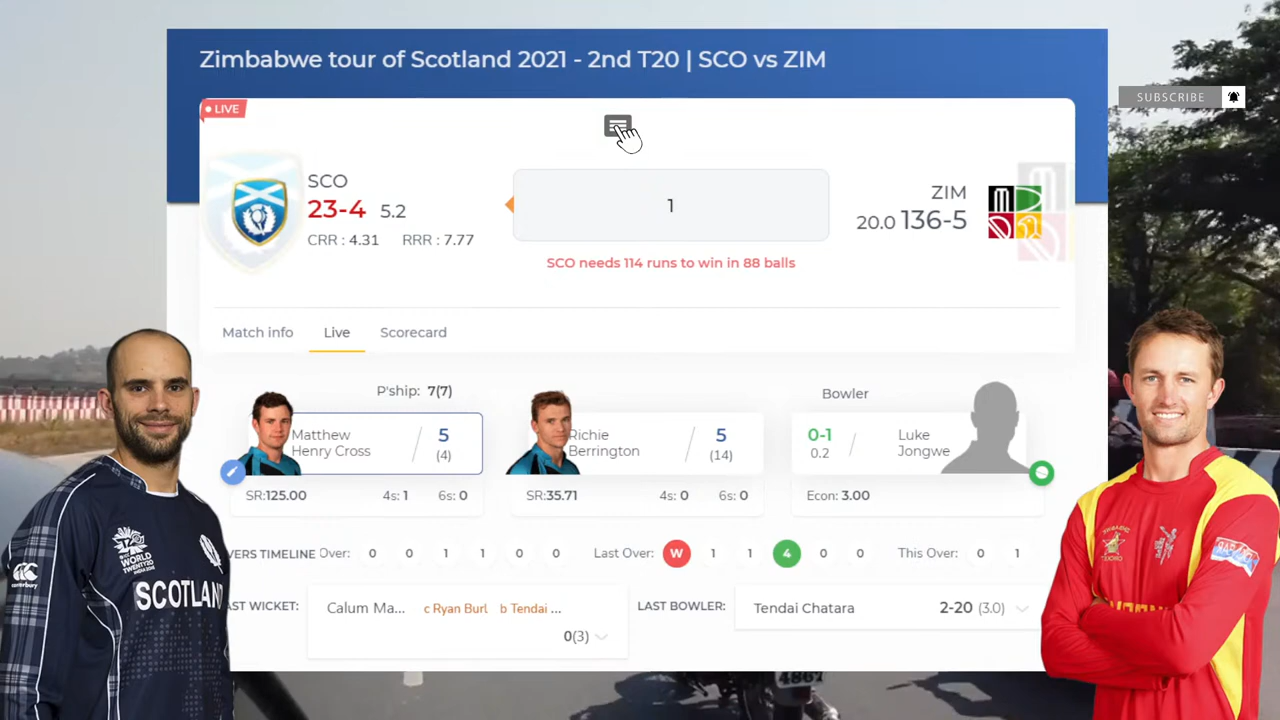 Zimbabwe tour of Scotland 2021 - 2nd T20 | SCO vs ZIM
SUBSCRIBE
LIVE
SCO
23-4 5.2
CRR : 4.31 RRR : 7.77
1
ZIM
20.0 136-5
SCO needs 114 runs to win in 88 balls
Match info Live Scorecard
P'ship: 7(7)
Bowler
Matthew
Henry Cross
5
(4)
Richie
Berrington
5
(14)
0-1
0.2
Luke
Jongwe
SR:125.00 4s: 1 6s: 0
SR:35.71 4s: 0 6s: 0
Econ: 3.00
VERS TIMELINE Over: 0 0 1 1 0 0 Last Over: W 1 1 4 0 0 This Over: 0 1
AST WICKET: Calum Ma... c Ryan Burl b Tendai ...
0(3)
LAST BOWLER: Tendai Chatara 2-20 (3.0)
canterbury
WORLD
TWENTY20
SCOTLAND
4867